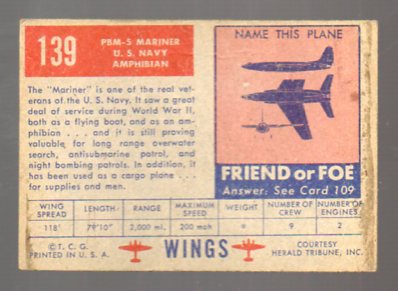 139
PBM-5 MARINER
U. S. NAVY
AMPHIBIAN
The "Mariner" is one of the real vet-
erans of the U. S. Navy. It saw a great
deal of service during World War II,
both as a flying boat, and as an am-
phibian . . . and it is still proving
valuable for long range overwater
search, antisubmarine patrol, and
night bombing patrols. In addition, it
has been used as a cargo plane . . .
for supplies and men.
NAME THIS PLANE
FRIEND or FOE
Answer: See Card 109
WING SPREAD LENGTH RANGE MAXIMUM SPEED WEIGHT NUMBER OF CREW NUMBER OF ENGINES
118' 79'10" 2,000 mi. 200 mph 9 2
© T. C. G.
PRINTED IN U. S. A.
WINGS
COURTESY
HERALD TRIBUNE, INC.